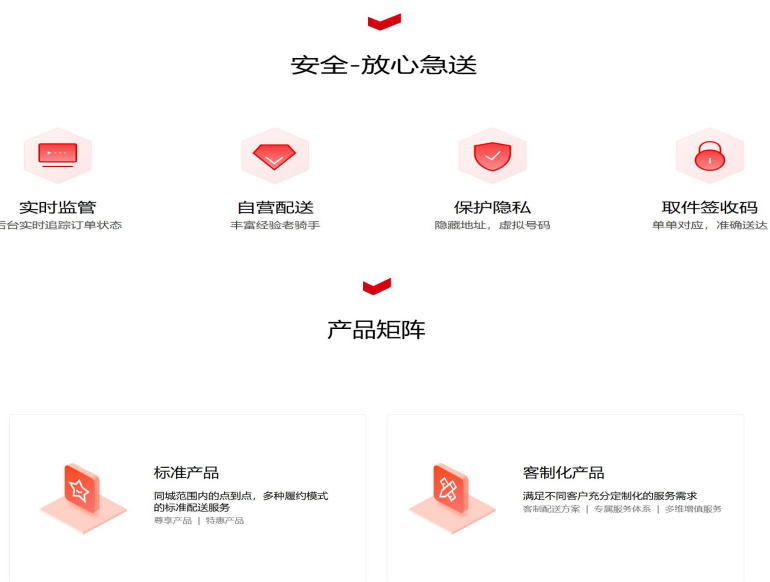 安全-放心急送
实时监管
自营配送
保护隐私
取件签收码
后台实时追踪订单状态
丰富经验老骑手
隐藏地址，虚拟号码
单单对应，准确送达
产品矩阵
标准产品
同城范围内的点到点，多种履约模式
的标准配送服务
尊享产品 | 特惠产品
客制化产品
满足不同客户充分定制化的服务需求
客制配送方案 | 专属服务体系 | 多维增值服务